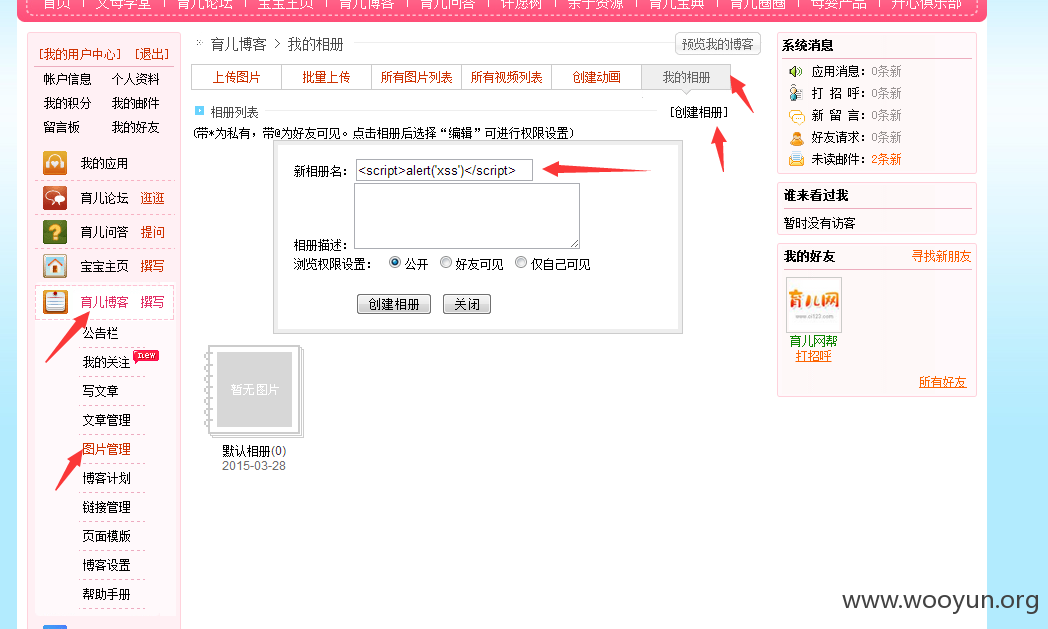 首页 父母学堂 育儿论坛 宝宝主页 育儿博客 育儿问答 许愿树 亲子资源 育儿宝典 育儿圈圈 母婴产品 开心俱乐部
[我的用户中心] [退出]
帐户信息 个人资料
我的积分 我的邮件
留言板 我的好友
我的应用
育儿论坛 逛逛
育儿问答 提问
宝宝主页 撰写
育儿博客 撰写
公告栏
我的关注 new
写文章
文章管理
图片管理
博客计划
链接管理
页面模版
博客设置
帮助手册
育儿博客 > 我的相册
预览我的博客
上传图片 批量上传 所有图片列表 所有视频列表 创建动画 我的相册
相册列表 [创建相册]
(带*为私有，带@为好友可见。点击相册后选择“编辑”可进行权限设置)
新相册名： <script>alert('xss')</script>
相册描述：
浏览权限设置： 公开 好友可见 仅自己可见
创建相册 关闭
暂无图片
默认相册(0)
2015-03-28
系统消息
应用消息：0条新
打 招 呼：0条新
新 留 言：0条新
好友请求：0条新
未读邮件：2条新
谁来看过我
暂时没有访客
我的好友 寻找新朋友
育儿网
www.ci123.com
育儿网帮
打招呼
所有好友
www.wooyun.org